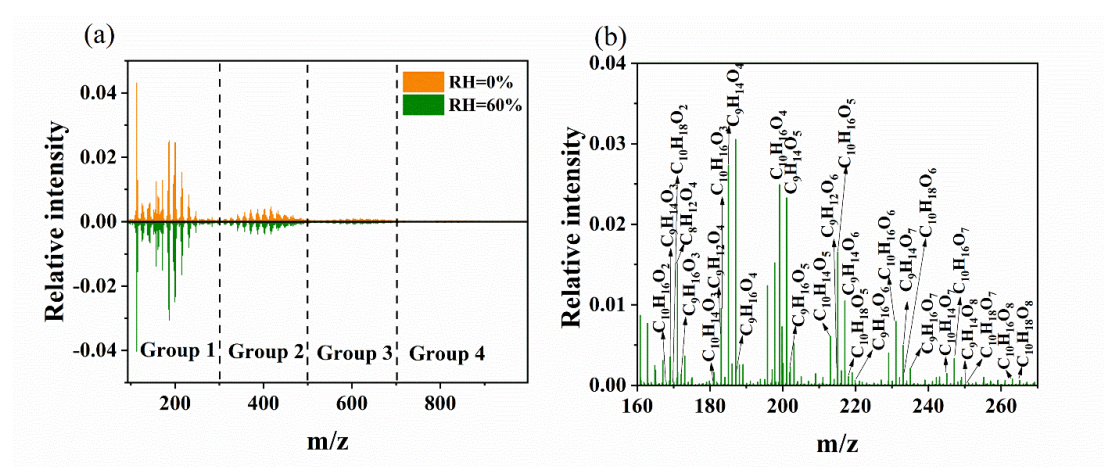 (a)
RH=0%
RH=60%
0.04
0.02
0.00
-0.02
-0.04
Relative intensity
Group 1
Group 2
Group 3
Group 4
200
400
600
800
m/z
(b)
0.04
0.03
0.02
0.01
0.00
Relative intensity
C₁₀H₁₆O₂
C₉H₁₄O₃
C₁₀H₁₈O₂
C₈H₁₂O₄
C₉H₁₆O₃
C₁₀H₁₄O₃
C₉H₁₂O₄
C₁₀H₁₆O₃
C₉H₁₄O₄
C₉H₁₆O₄
C₁₀H₁₆O₄
C₉H₁₄O₅
C₉H₁₆O₅
C₁₀H₁₄O₅
C₉H₁₂O₆
C₁₀H₁₆O₅
C₉H₁₄O₆
C₁₀H₁₈O₅
C₉H₁₆O₆
C₁₀H₁₆O₆
C₉H₁₄O₇
C₁₀H₁₈O₆
C₉H₁₆O₇
C₁₀H₁₄O₇
C₁₀H₁₆O₇
C₉H₁₄O₈
C₁₀H₁₈O₇
C₁₀H₁₆O₈
C₁₀H₁₈O₈
160
180
200
220
240
260
m/z